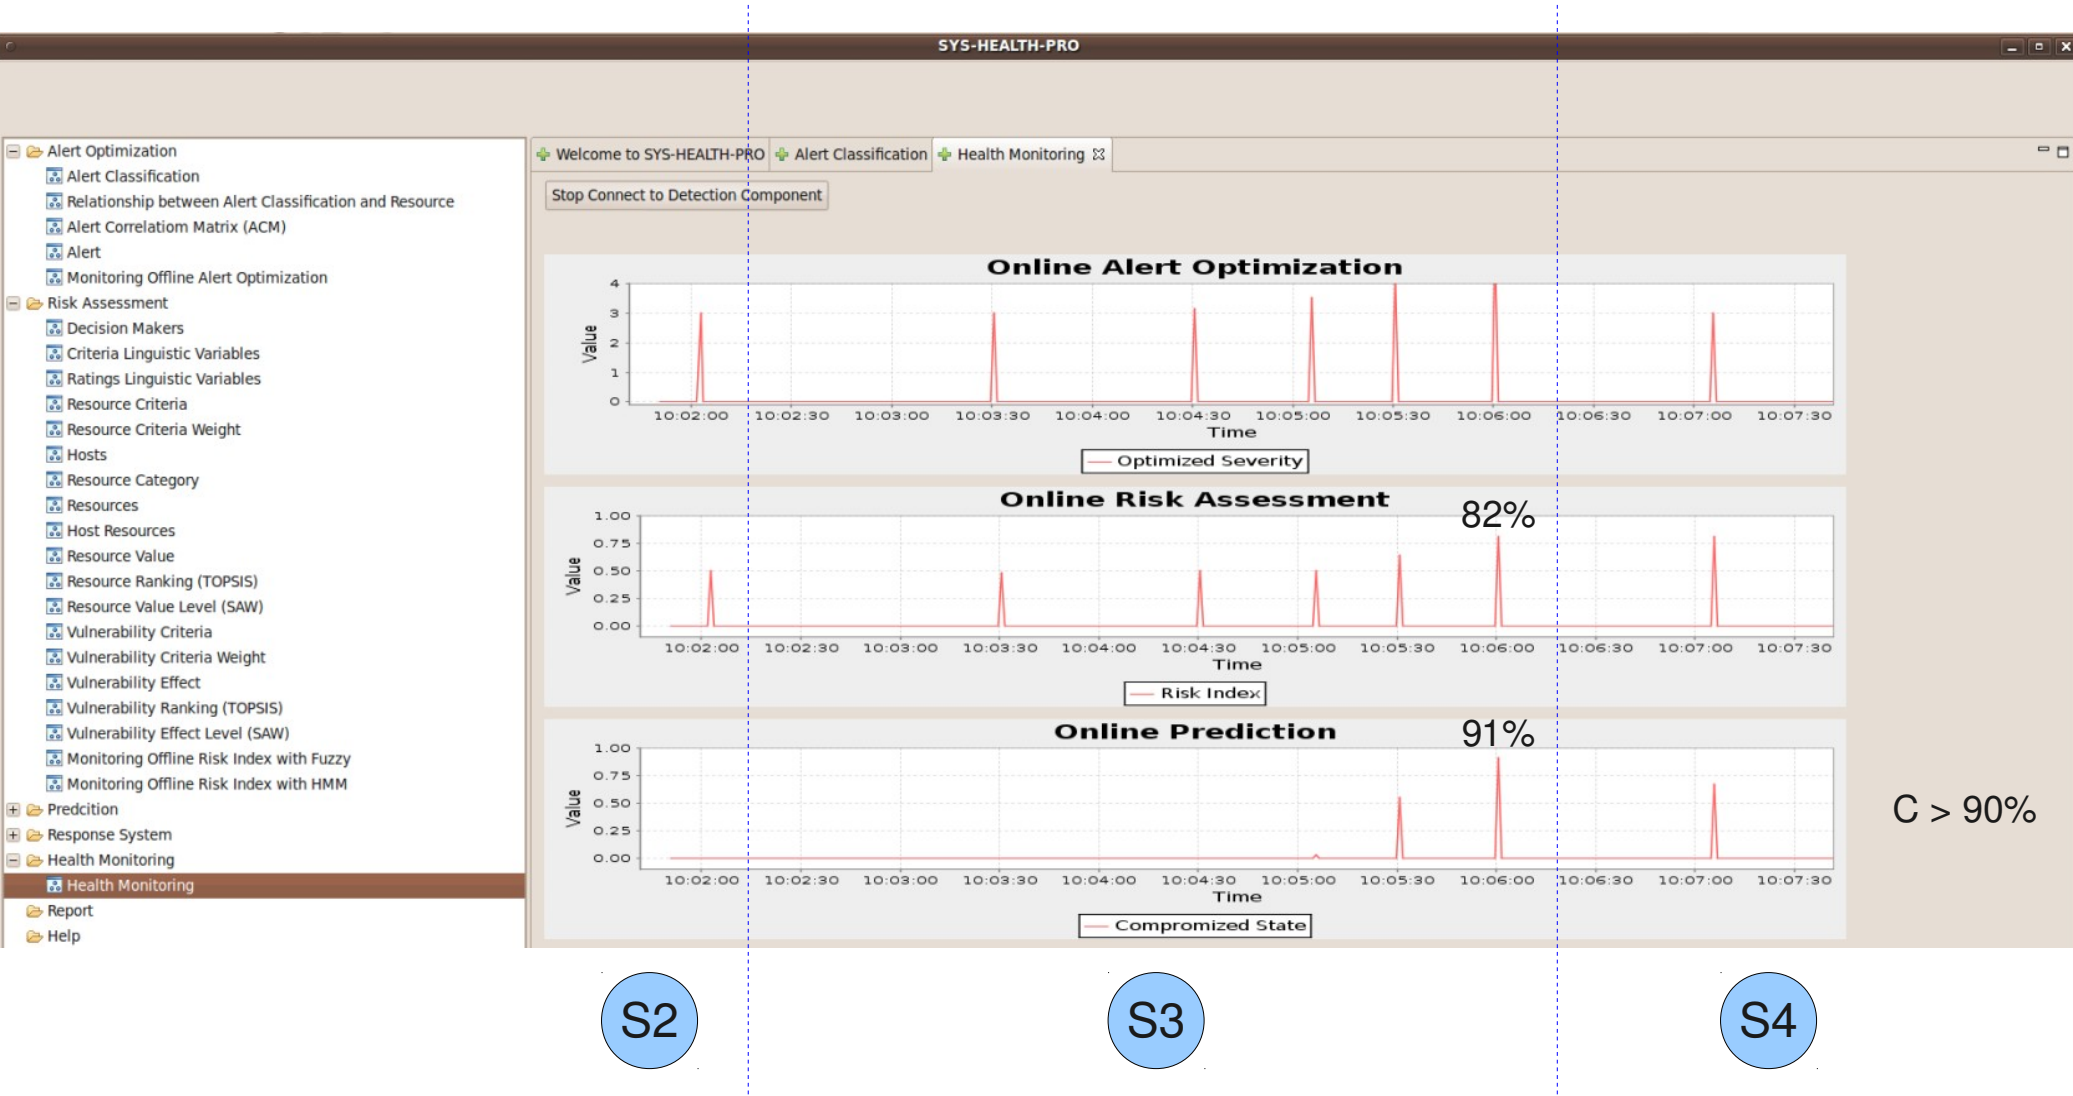 SYS-HEALTH-PRO
Alert Optimization
Alert Classification
Relationship between Alert Classification and Resource
Alert Correlatiom Matrix (ACM)
Alert
Monitoring Offline Alert Optimization
Risk Assessment
Decision Makers
Criteria Linguistic Variables
Ratings Linguistic Variables
Resource Criteria
Resource Criteria Weight
Hosts
Resource Category
Resources
Host Resources
Resource Value
Resource Ranking (TOPSIS)
Resource Value Level (SAW)
Vulnerability Criteria
Vulnerability Criteria Weight
Vulnerability Effect
Vulnerability Ranking (TOPSIS)
Vulnerability Effect Level (SAW)
Monitoring Offline Risk Index with Fuzzy
Monitoring Offline Risk Index with HMM
Predcition
Response System
Health Monitoring
Health Monitoring
Report
Help
Welcome to SYS-HEALTH-PRO Alert Classification Health Monitoring
Stop Connect to Detection Component
Online Alert Optimization
Value
4
3
2
1
0
10:02:00 10:02:30 10:03:00 10:03:30 10:04:00 10:04:30 10:05:00 10:05:30 10:06:00 10:06:30 10:07:00 10:07:30
Time
Optimized Severity
Online Risk Assessment
82%
Value
1.00
0.75
0.50
0.25
0.00
10:02:00 10:02:30 10:03:00 10:03:30 10:04:00 10:04:30 10:05:00 10:05:30 10:06:00 10:06:30 10:07:00 10:07:30
Time
Risk Index
Online Prediction
91%
Value
1.00
0.75
0.50
0.25
0.00
10:02:00 10:02:30 10:03:00 10:03:30 10:04:00 10:04:30 10:05:00 10:05:30 10:06:00 10:06:30 10:07:00 10:07:30
Time
Compromized State
C > 90%
S2 S3 S4